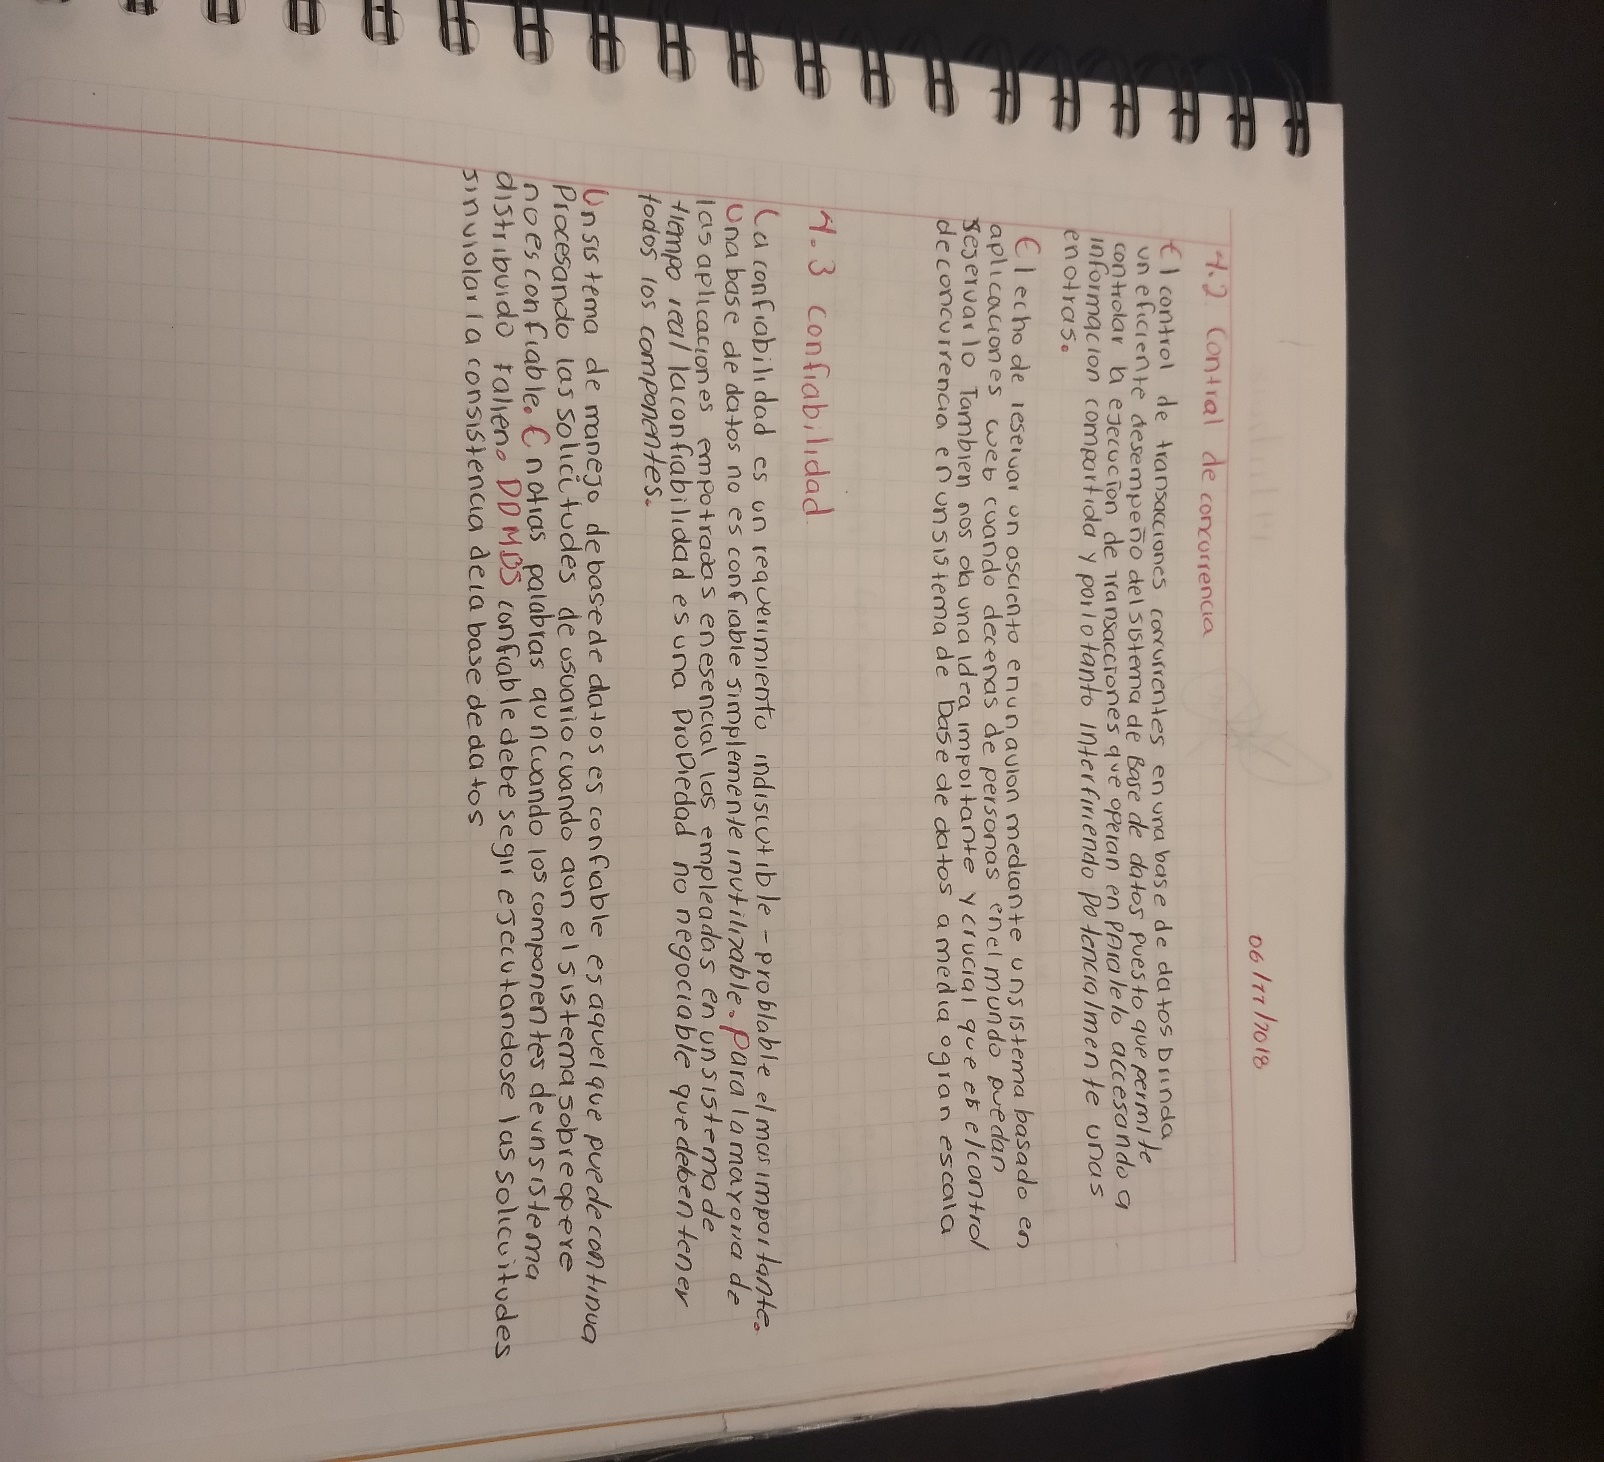 06/11/2018
4.2 Contral de concorrencia
El control de transacciones concurrentes en una base de datos brinda
un eficiente desempeño del sistema de Base de datos puesto que permite
controlar la ejecución de transacciones que operan en paralelo accesando a
informacion compartida y por lo tanto interfiriendo potencialmente unas
en otras.
El echo de reservar un asciento en un avion mediante un sistema basado en
aplicaciones web cuando decenas de personas en el mundo puedan
reservarlo Tambien nos da una idea importante y crucial que es el control
de concurrencia en un sistema de base de datos a media o gran escala
4.3 Confiabilidad
La confiabilidad es un requerimiento indiscutible - problable el mas importante.
Una base de datos no es confiable simplemente inutilizable. Para la mayoria de
las aplicaciones empotradas en esencial las empleadas en un sistema de
tiempo real la confiabilidad es una propiedad no negociable que deben tener
todos los componentes.
Un sistema de manejo de base de datos es confiable es aquel que puede continua
Procesando las solicitudes de usuario cuando aun el sistema sobre opere
no es confiable. En otras palabras aun cuando los componentes de un sistema
distribuido fallen. DDMBS confiable debe segir ejecutandose las solicuitudes
sin violar la consistencia de la base de datos